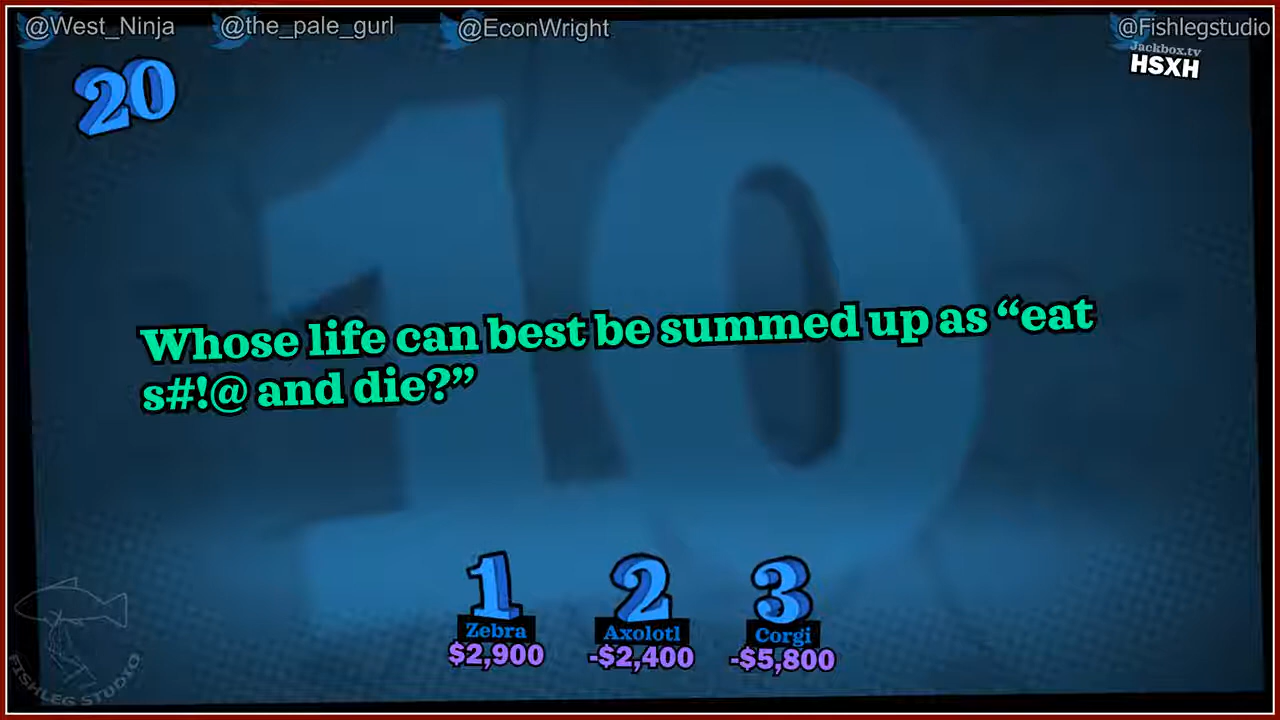 @West_Ninja @the_pale_gurl @EconWright @Fishlegstudio
Jackbox.tv
HSXH
20
10
Whose life can best be summed up as “eat
s#!@ and die?”
1 2 3
Zebra Axolotl Corgi
$2,900 -$2,400 -$5,800
FISHLEG STUDIO